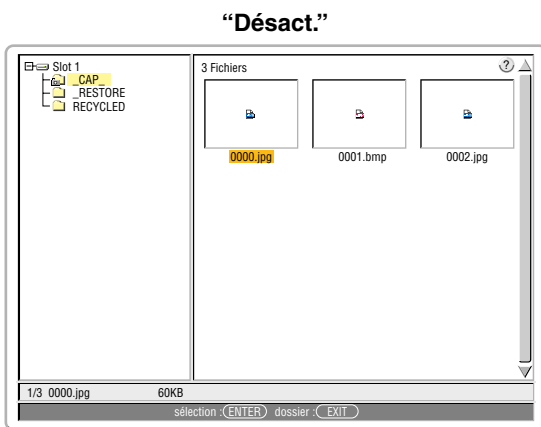 “Désact.”
Slot 1
_CAP_
_RESTORE
RECYCLED
3 Fichiers
?
0000.jpg
0001.bmp
0002.jpg
1/3 0000.jpg 60KB
sélection :ENTER dossier :EXIT